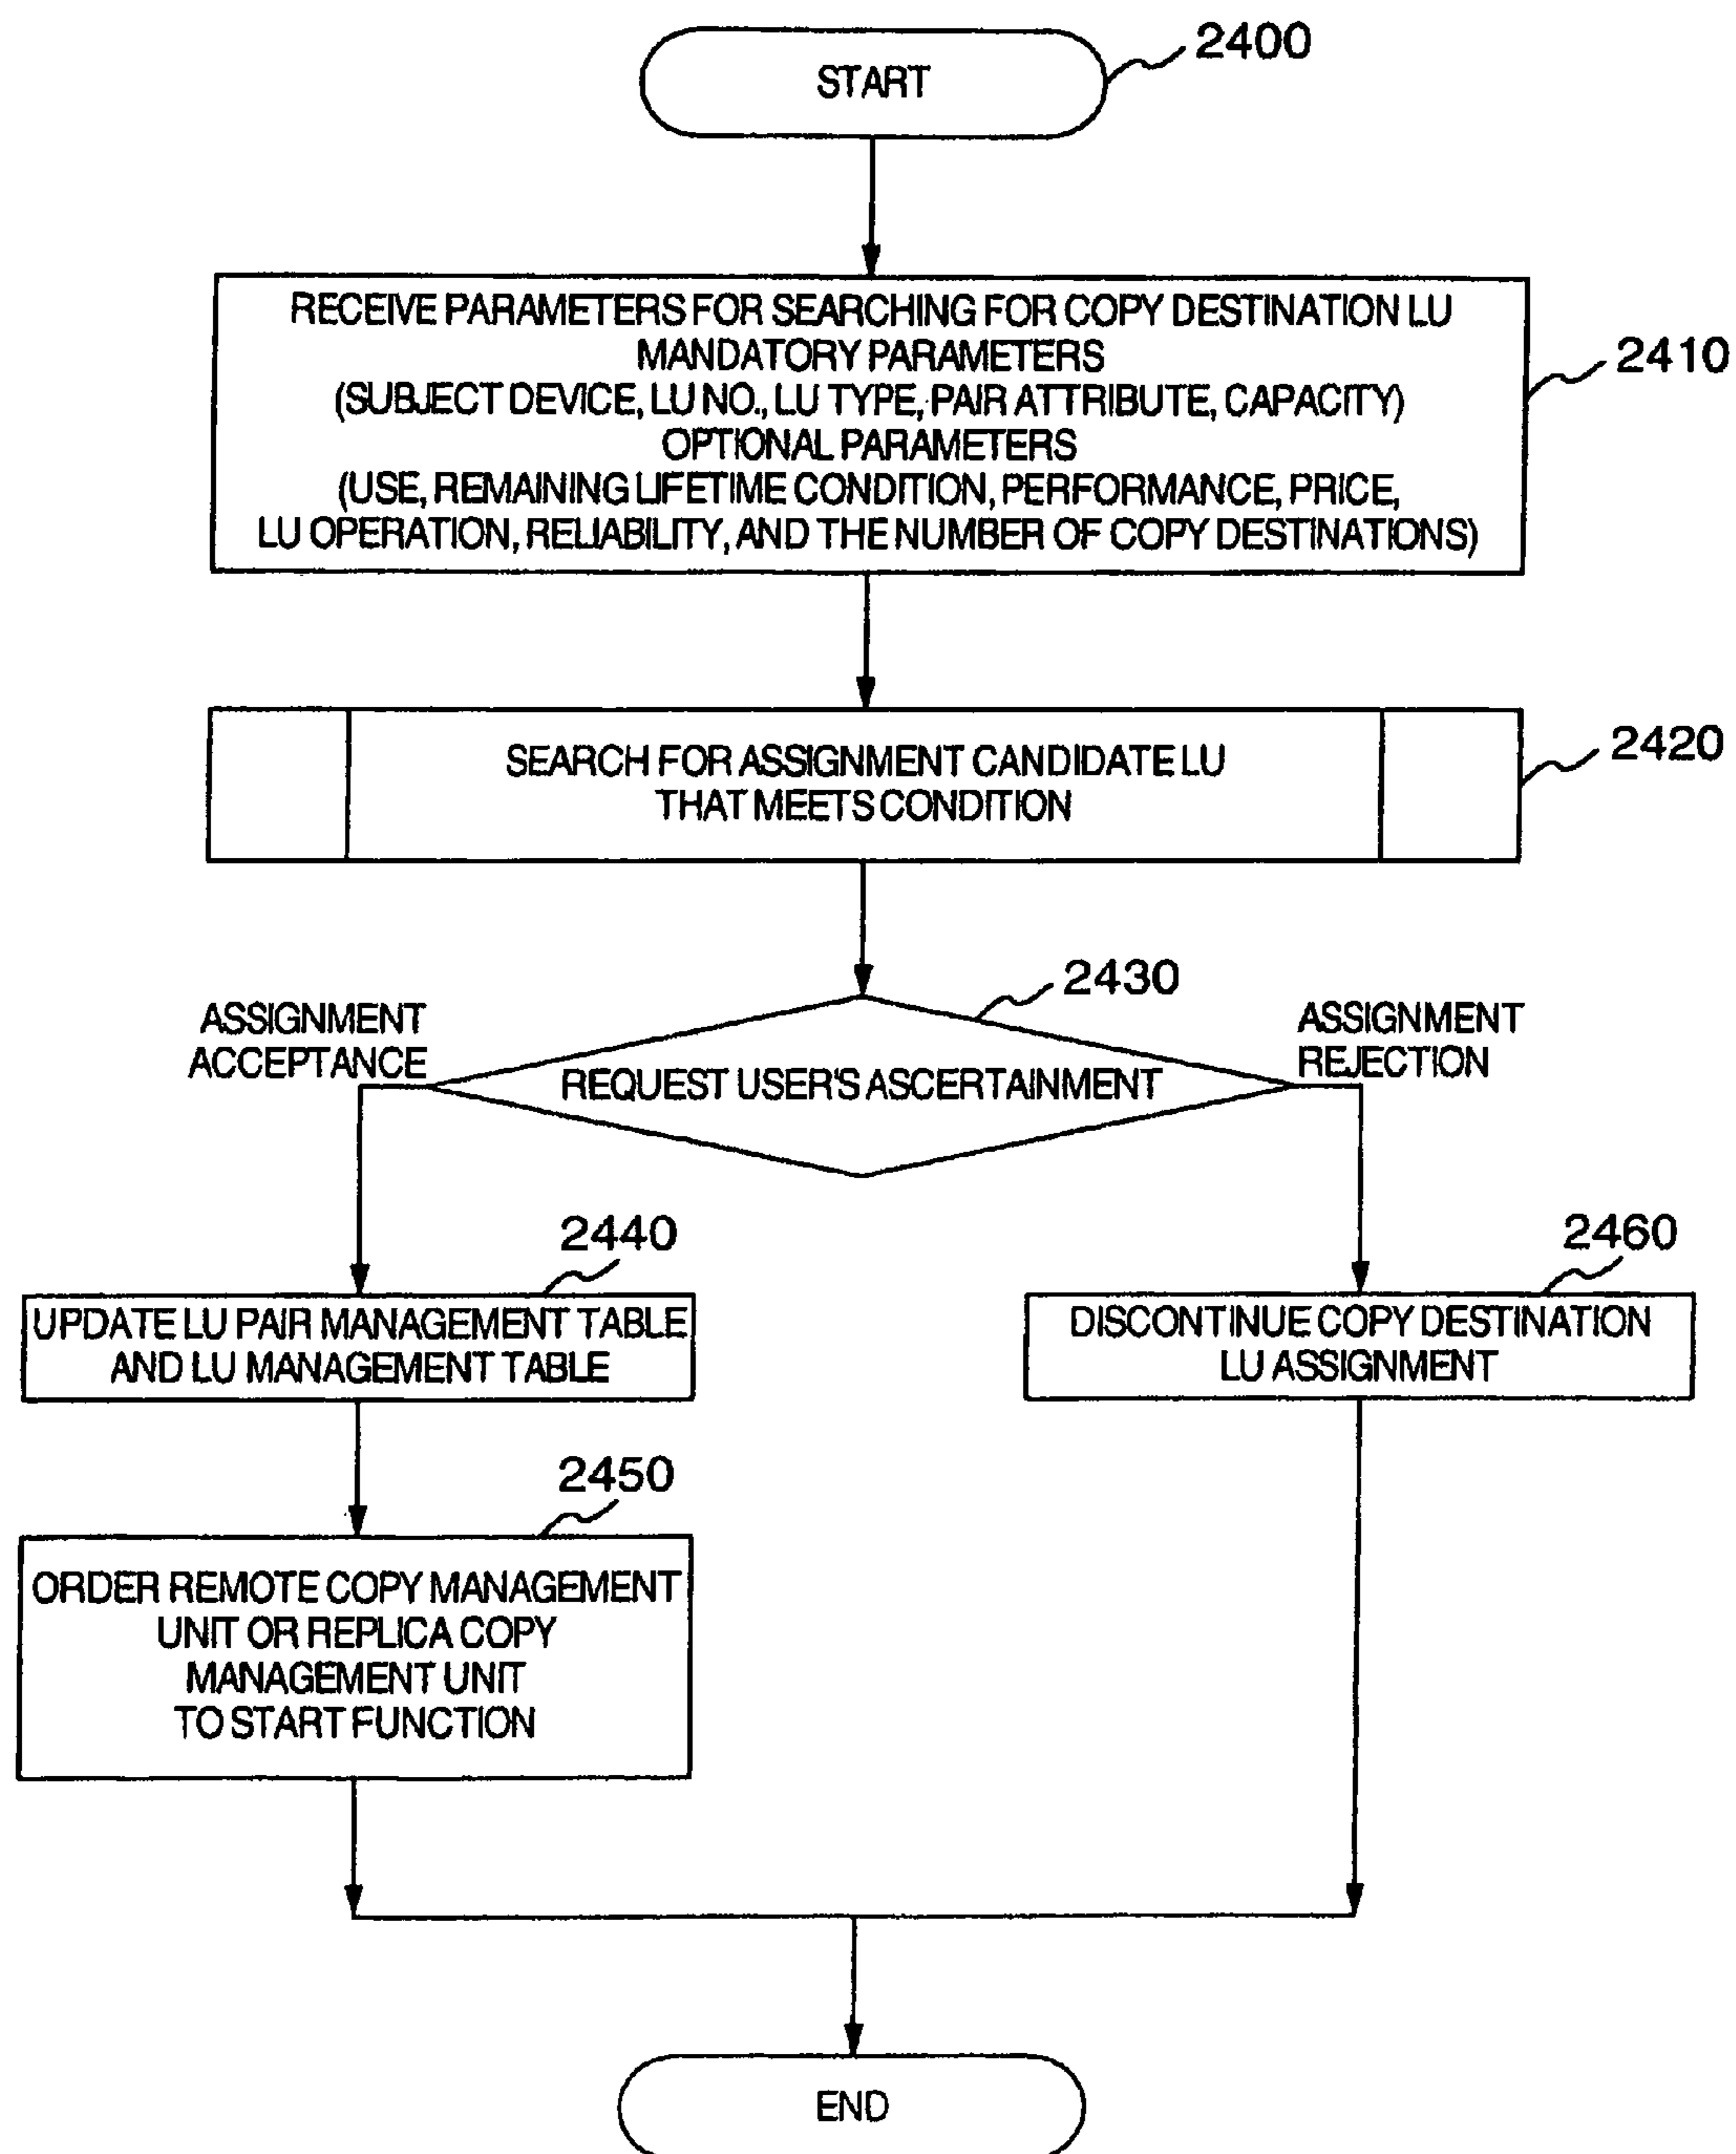 2400
START
RECEIVE PARAMETERS FOR SEARCHING FOR COPY DESTINATION LU
MANDATORY PARAMETERS
(SUBJECT DEVICE, LU NO., LU TYPE, PAIR ATTRIBUTE, CAPACITY)
OPTIONAL PARAMETERS
(USE, REMAINING LIFETIME CONDITION, PERFORMANCE, PRICE,
LU OPERATION, RELIABILITY, AND THE NUMBER OF COPY DESTINATIONS)
2410
SEARCH FOR ASSIGNMENT CANDIDATE LU
THAT MEETS CONDITION
2420
2430
ASSIGNMENT
ACCEPTANCE
REQUEST USER'S ASCERTAINMENT
ASSIGNMENT
REJECTION
2440
UPDATE LU PAIR MANAGEMENT TABLE
AND LU MANAGEMENT TABLE
2460
DISCONTINUE COPY DESTINATION
LU ASSIGNMENT
2450
ORDER REMOTE COPY MANAGEMENT
UNIT OR REPLICA COPY
MANAGEMENT UNIT
TO START FUNCTION
END